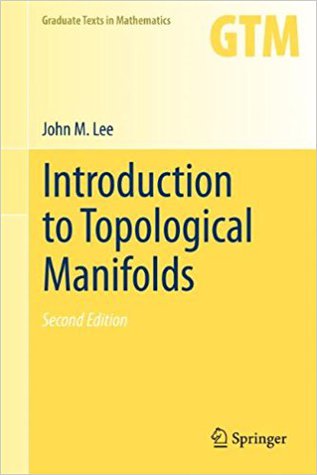 Graduate Texts in Mathematics
GTM
John M. Lee
Introduction
to Topological
Manifolds
Second Edition
Springer